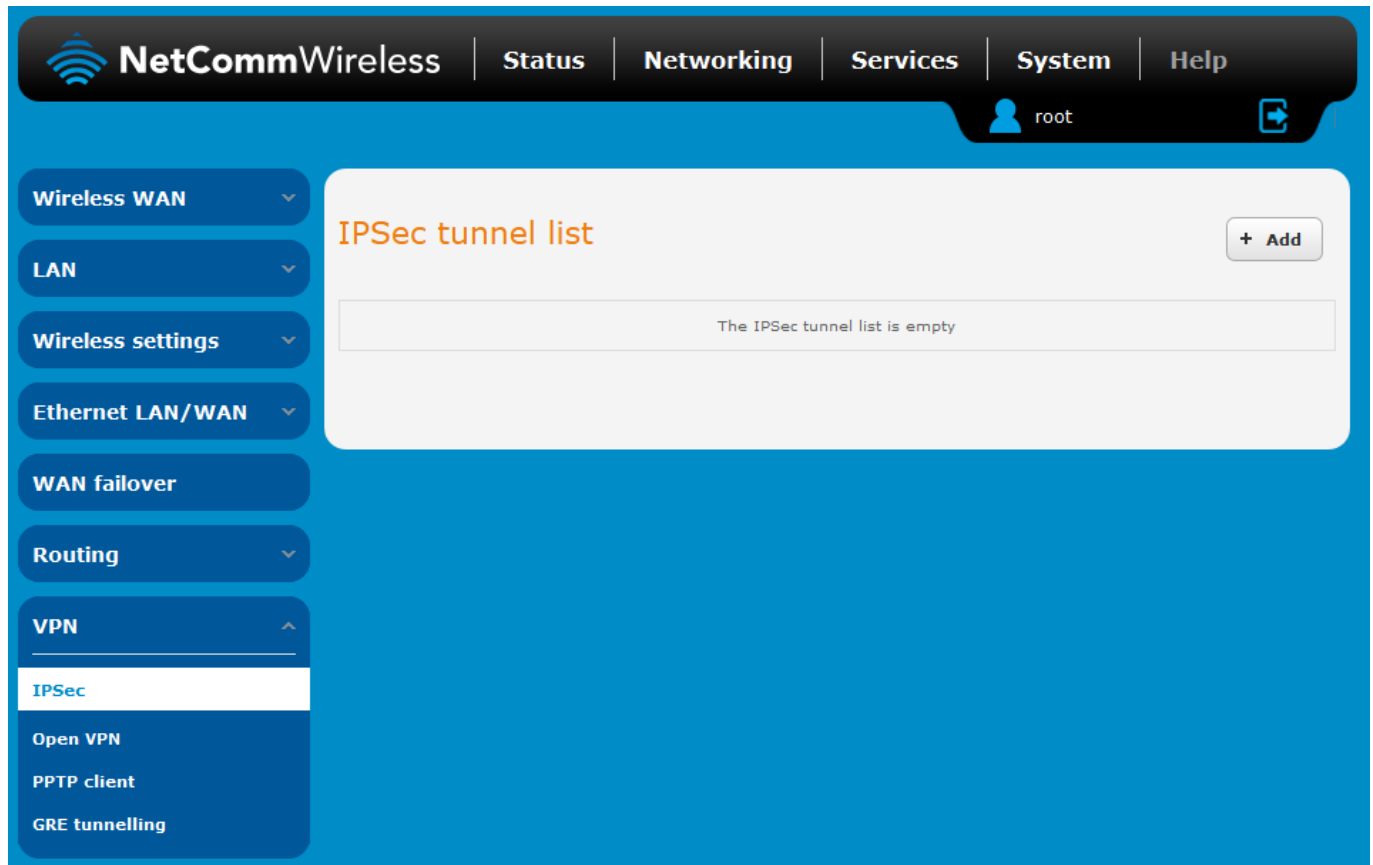 NetCommWireless Status Networking Services System Help
root
Wireless WAN
LAN
Wireless settings
Ethernet LAN/WAN
WAN failover
Routing
VPN
IPSec
Open VPN
PPTP client
GRE tunnelling
IPSec tunnel list
+ Add
The IPSec tunnel list is empty